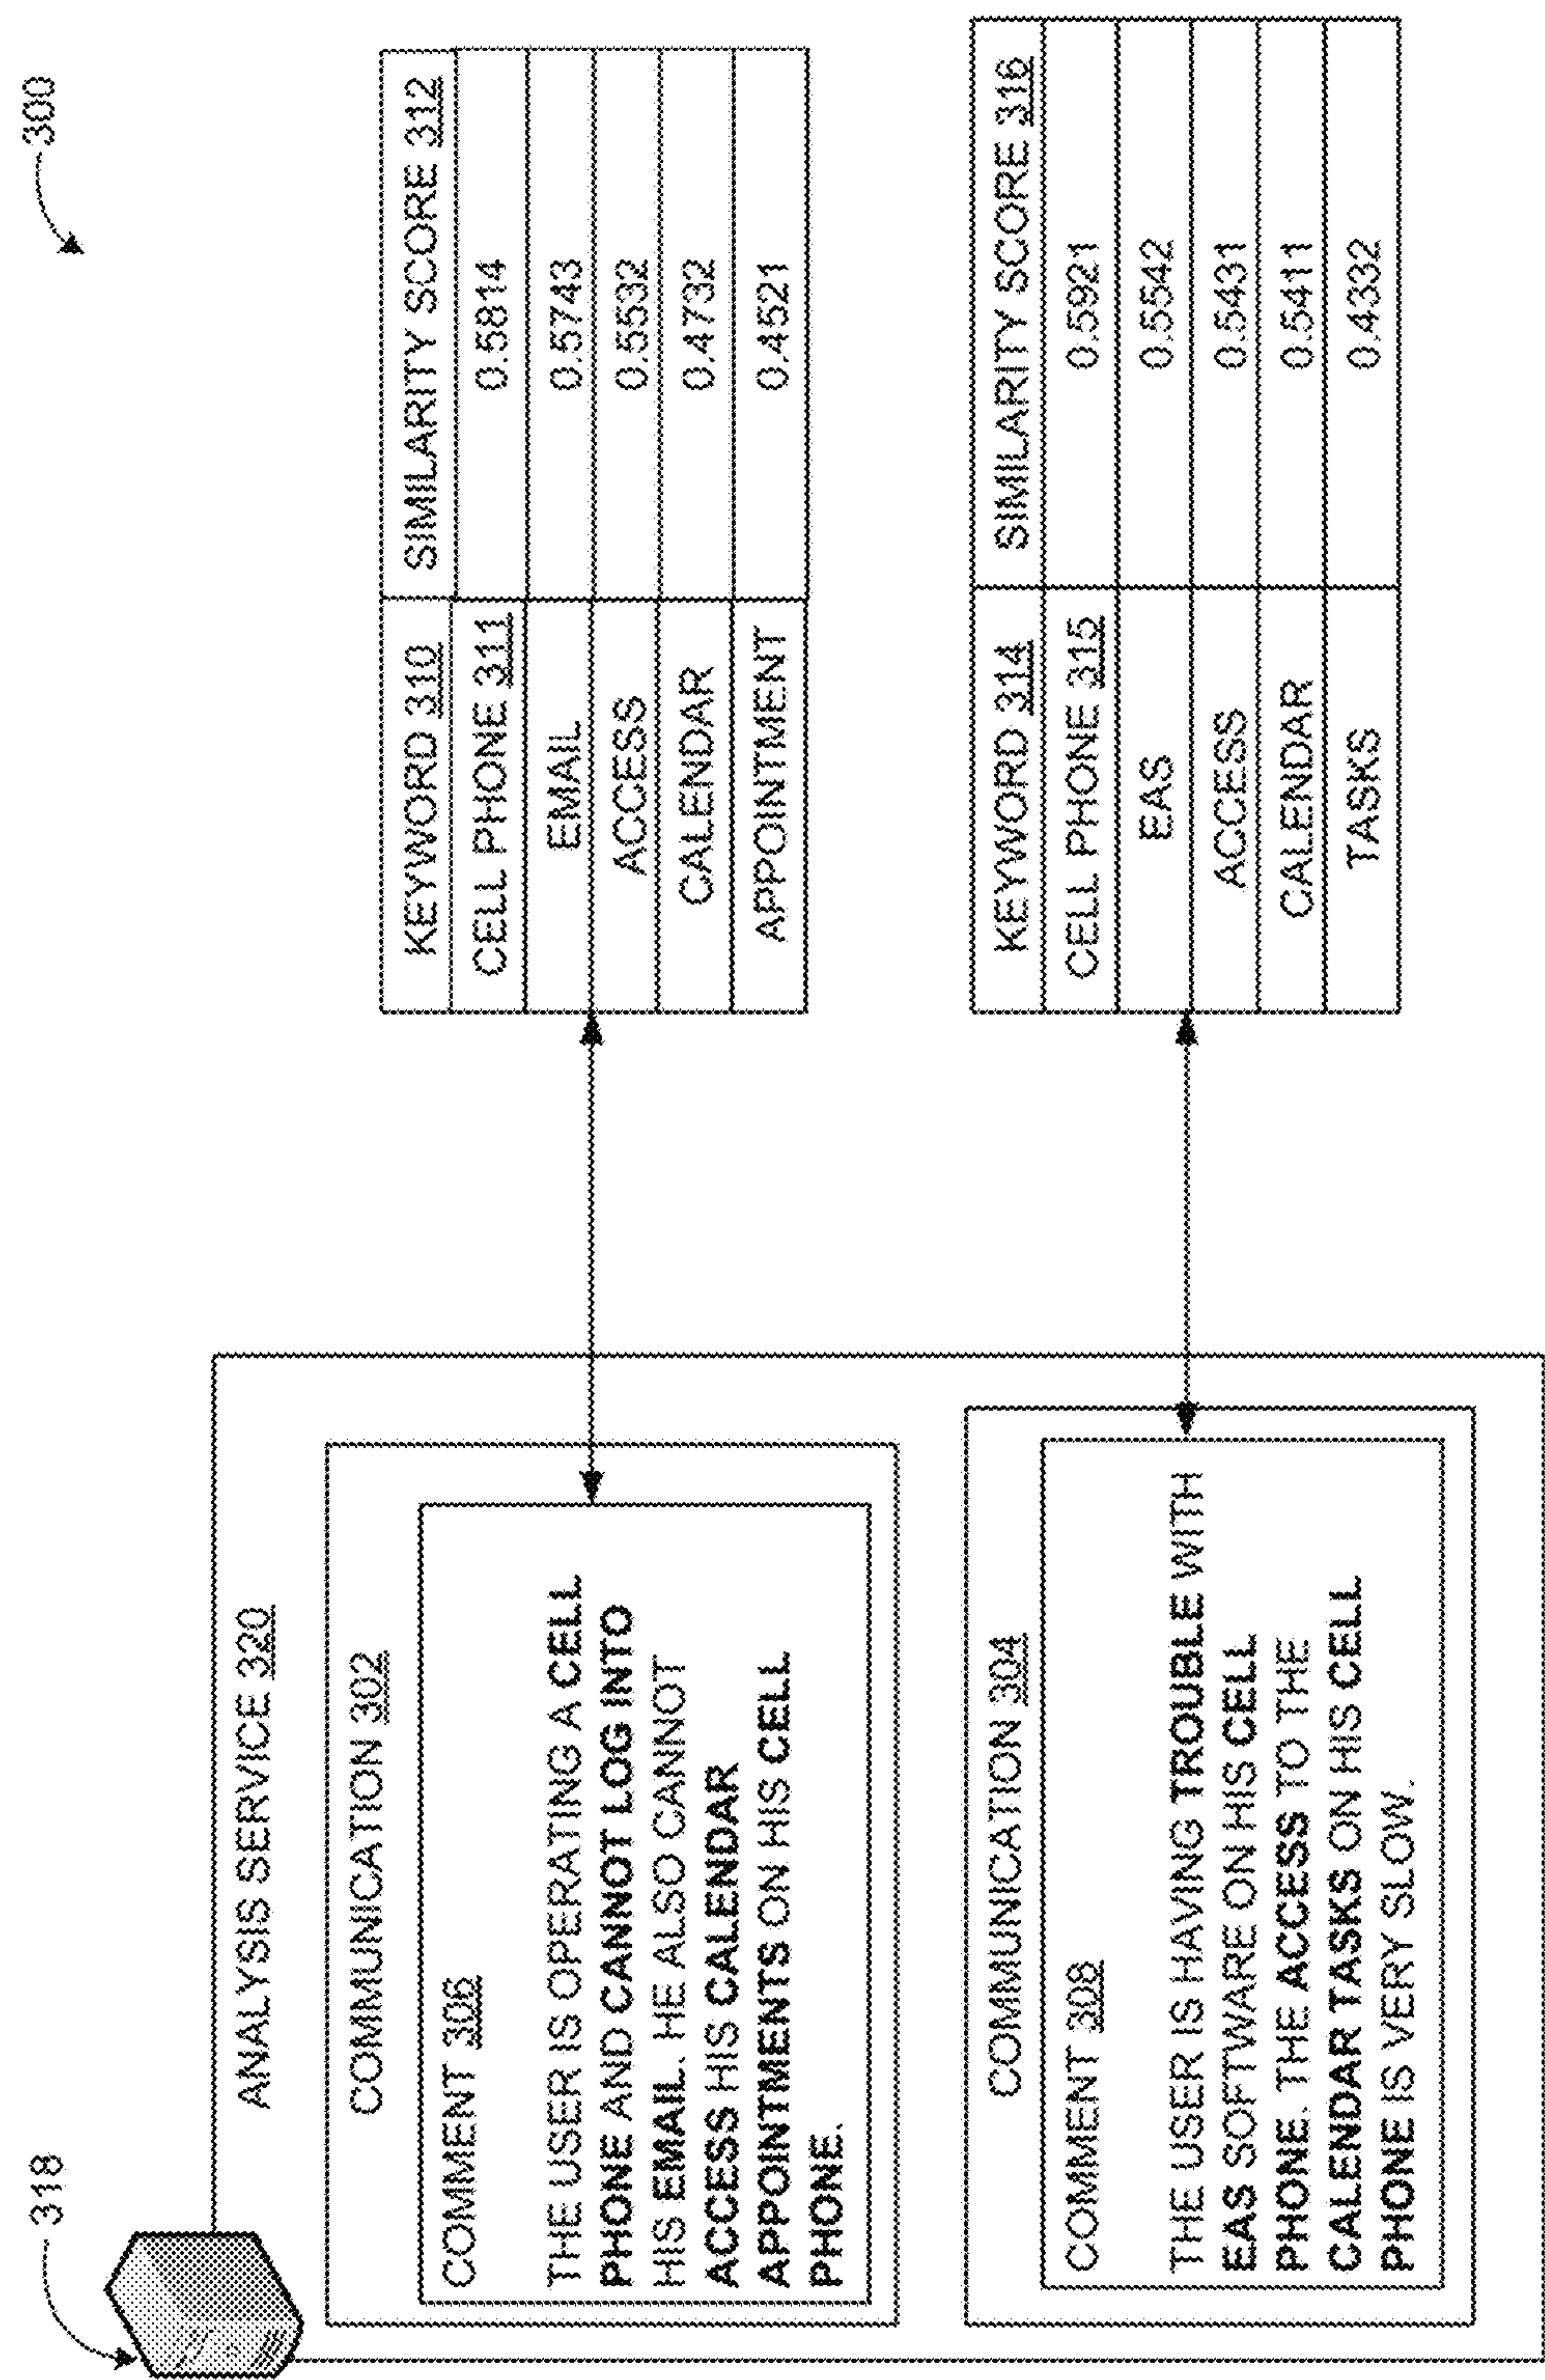 300
318
ANALYSIS SERVICE 320
COMMUNICATION 302
COMMENT 306
THE USER IS OPERATING A CELL
PHONE AND CANNOT LOG INTO
HIS EMAIL. HE ALSO CANNOT
ACCESS HIS CALENDAR
APPOINTMENTS ON HIS CELL
PHONE.
KEYWORD 310 SIMILARITY SCORE 312
CELL PHONE 311 0.5814
EMAIL 0.5743
ACCESS 0.5532
CALENDAR 0.4732
APPOINTMENT 0.4521
COMMUNICATION 304
COMMENT 308
THE USER IS HAVING TROUBLE WITH
EAS SOFTWARE ON HIS CELL
PHONE. THE ACCESS TO THE
CALENDAR TASKS ON HIS CELL
PHONE IS VERY SLOW.
KEYWORD 314 SIMILARITY SCORE 316
CELL PHONE 315 0.5921
EAS 0.5542
ACCESS 0.5431
CALENDAR 0.5411
TASKS 0.4332